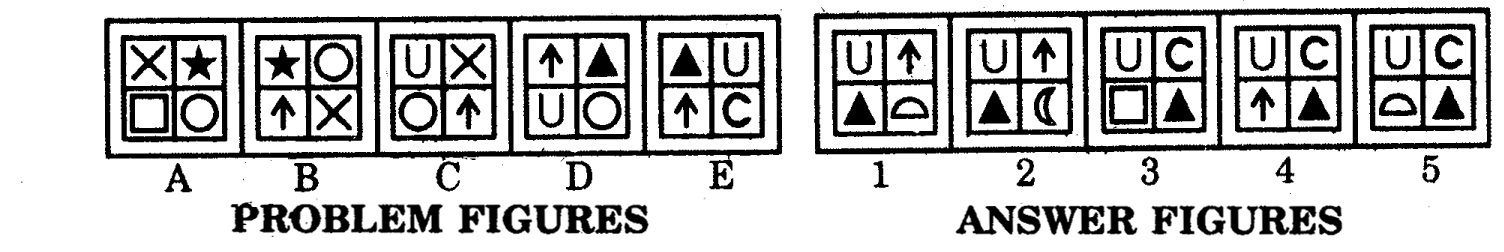 A B C D E 1 2 3 4 5
PROBLEM FIGURES ANSWER FIGURES